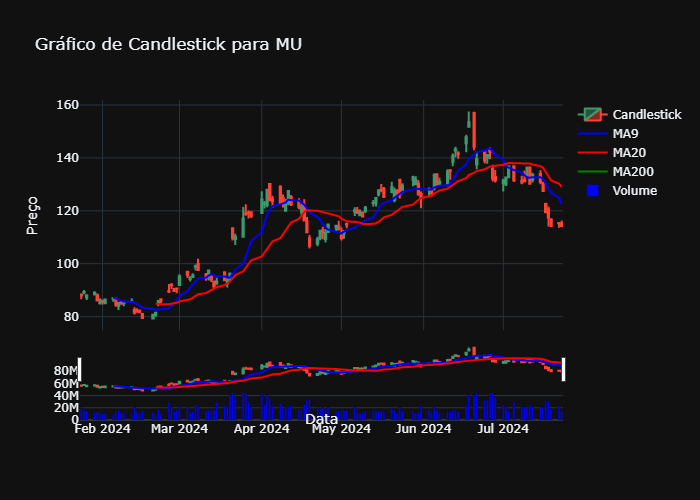 Gráfico de Candlestick para MU
160
140
120
100
80
Preço
Candlestick
MA9
MA20
MA200
Volume
80M
60M
40M
20M
0
Feb 2024
Mar 2024
Apr 2024
May 2024
Jun 2024
Jul 2024
Data